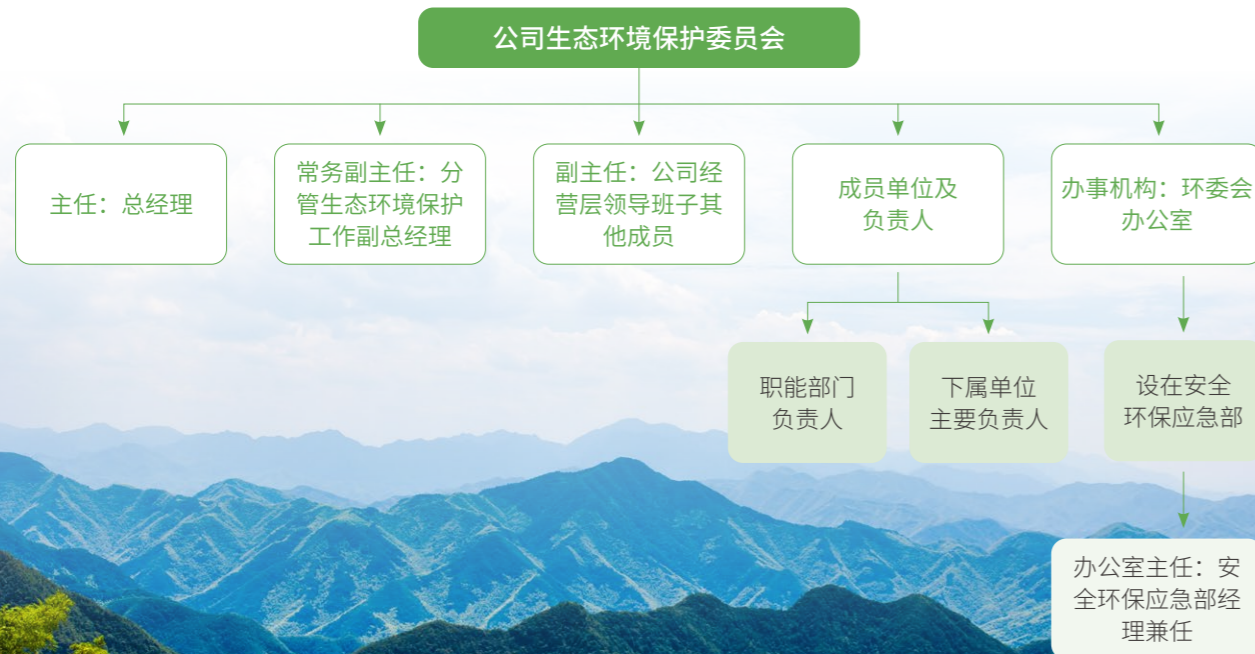 公司生态环境保护委员会
主任：总经理
常务副主任：分
管生态环境保护
工作副总经理
副主任：公司经
营层领导班子其
他成员
成员单位及
负责人
办事机构：环委会
办公室
职能部门
负责人
下属单位
主要负责人
设在安全
环保应急部
办公室主任：安
全环保应急部经
理兼任